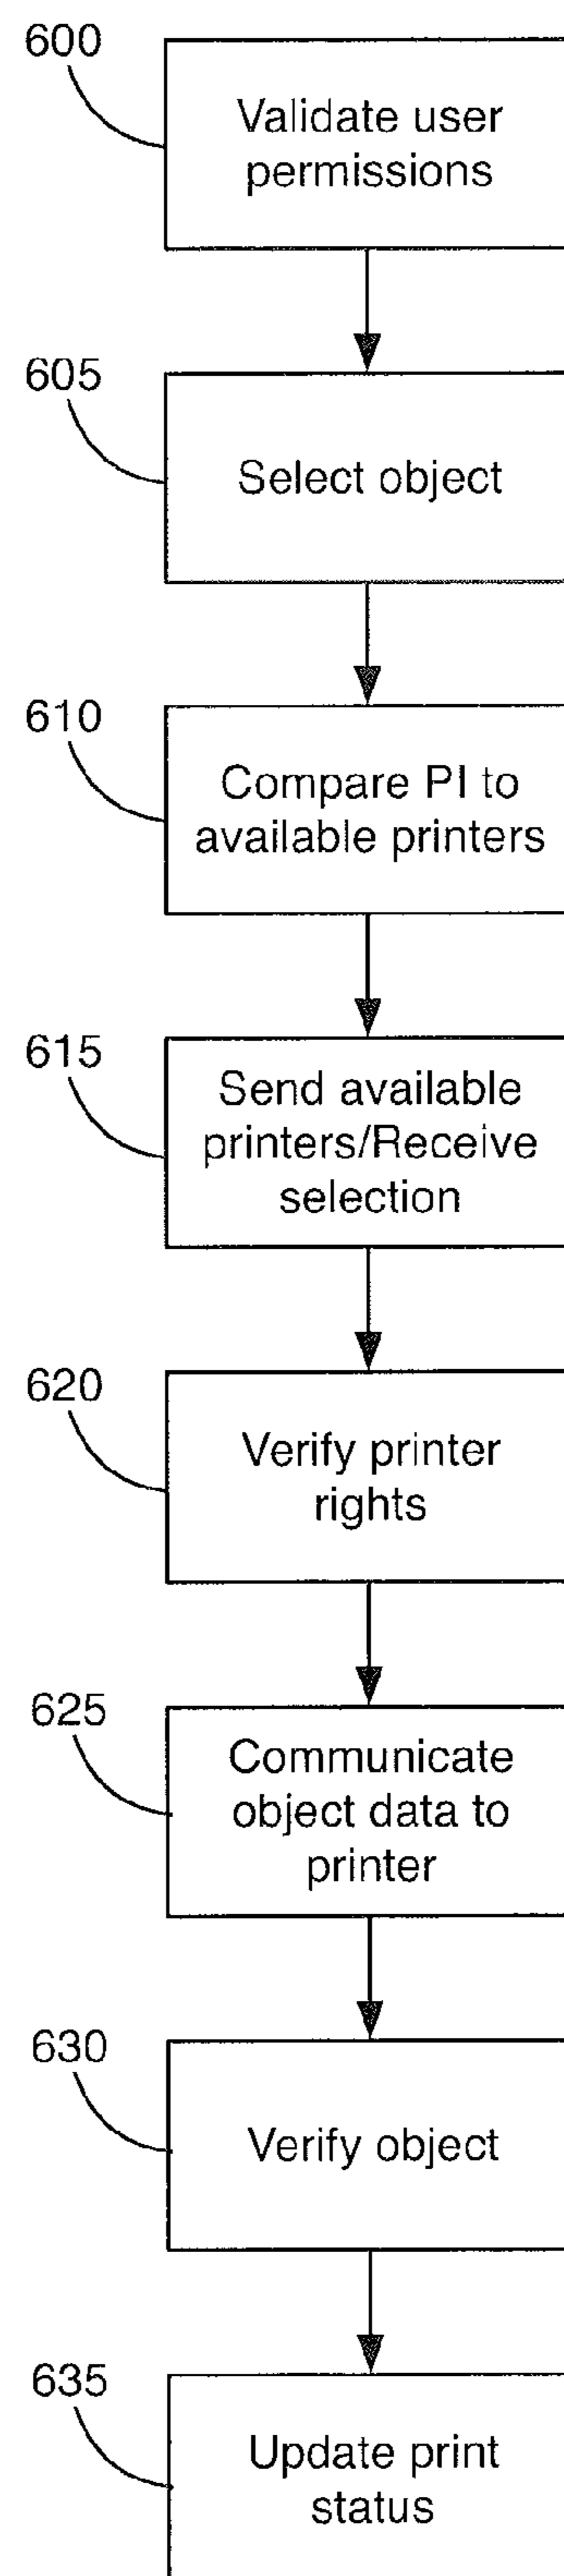 600
Validate user
permissions
605
Select object
610
Compare PI to
available printers
615
Send available
printers/Receive
selection
620
Verify printer
rights
625
Communicate
object data to
printer
630
Verify object
635
Update print
status